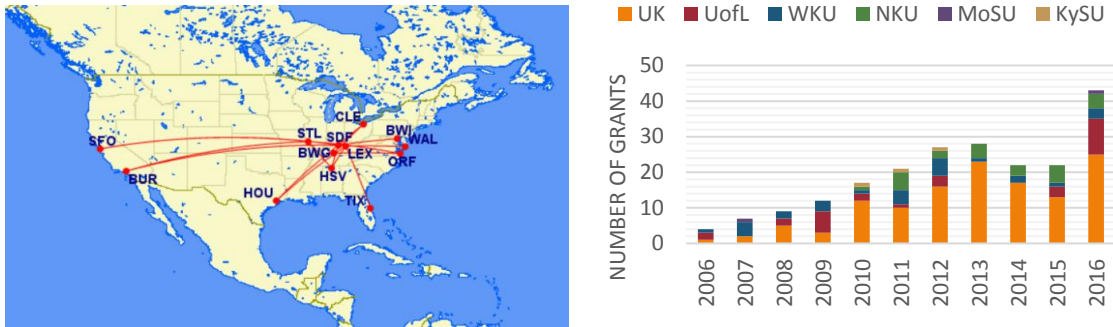 CLE
STL
SDF
BWI
WAL
SFO
BWG
LEX
ORF
BUR
HSV
HOU
TIX
UK UofL WKU NKU MoSU KySU
NUMBER OF GRANTS
50
40
30
20
10
0
2006 2007 2008 2009 2010 2011 2012 2013 2014 2015 2016